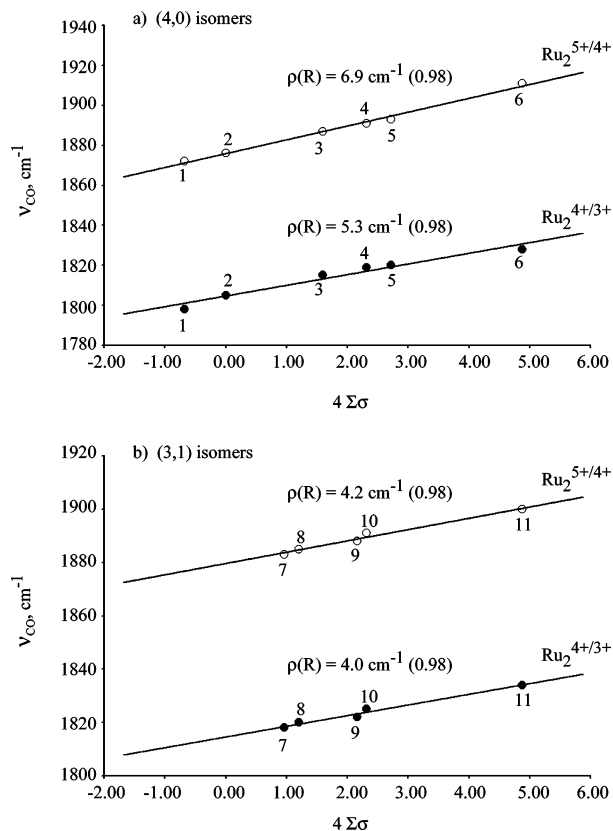 a) (4,0) isomers
1940
1920
1900
1880
1860
1840
1820
1800
1780
νCO, cm-1
Ru2 5+/4+
ρ(R) = 6.9 cm-1 (0.98)
1
2
3
4
5
6
Ru2 4+/3+
ρ(R) = 5.3 cm-1 (0.98)
1
2
3
4
5
6
-2.00 -1.00 0.00 1.00 2.00 3.00 4.00 5.00 6.00
4 Σσ
b) (3,1) isomers
1920
1900
1880
1860
1840
1820
1800
νCO, cm-1
Ru2 5+/4+
ρ(R) = 4.2 cm-1 (0.98)
7
8
9
10
11
Ru2 4+/3+
ρ(R) = 4.0 cm-1 (0.98)
7
8
9
10
11
-2.00 -1.00 0.00 1.00 2.00 3.00 4.00 5.00 6.00
4 Σσ